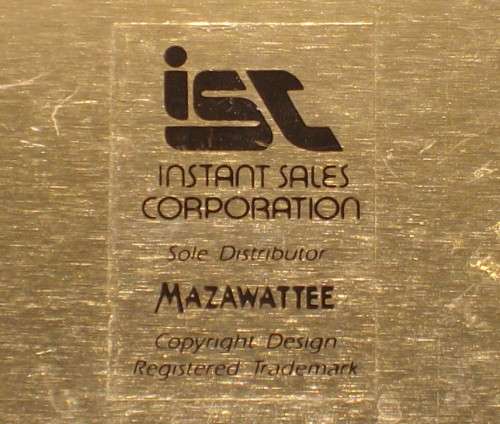 isc
INSTANT SALES
CORPORATION
Sole Distributor
MAZAWATTEE
Copyright Design
Registered Trademark